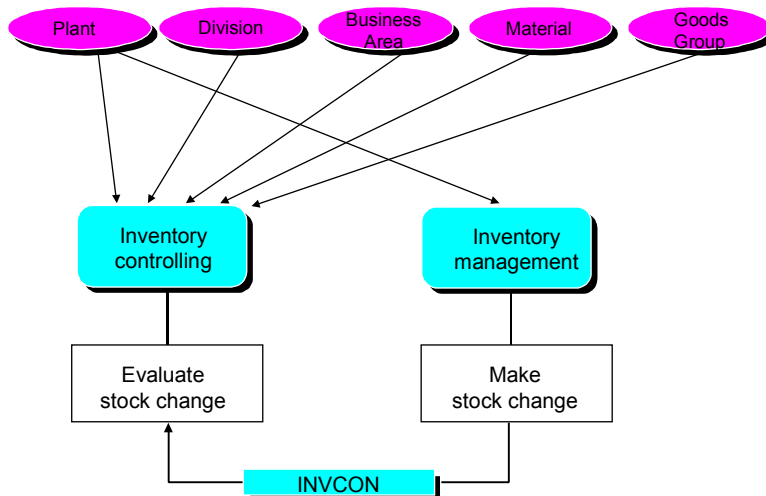 Plant
Division
Business
Area
Material
Goods
Group
Inventory
controlling
Inventory
management
Evaluate
stock change
Make
stock change
INVCON